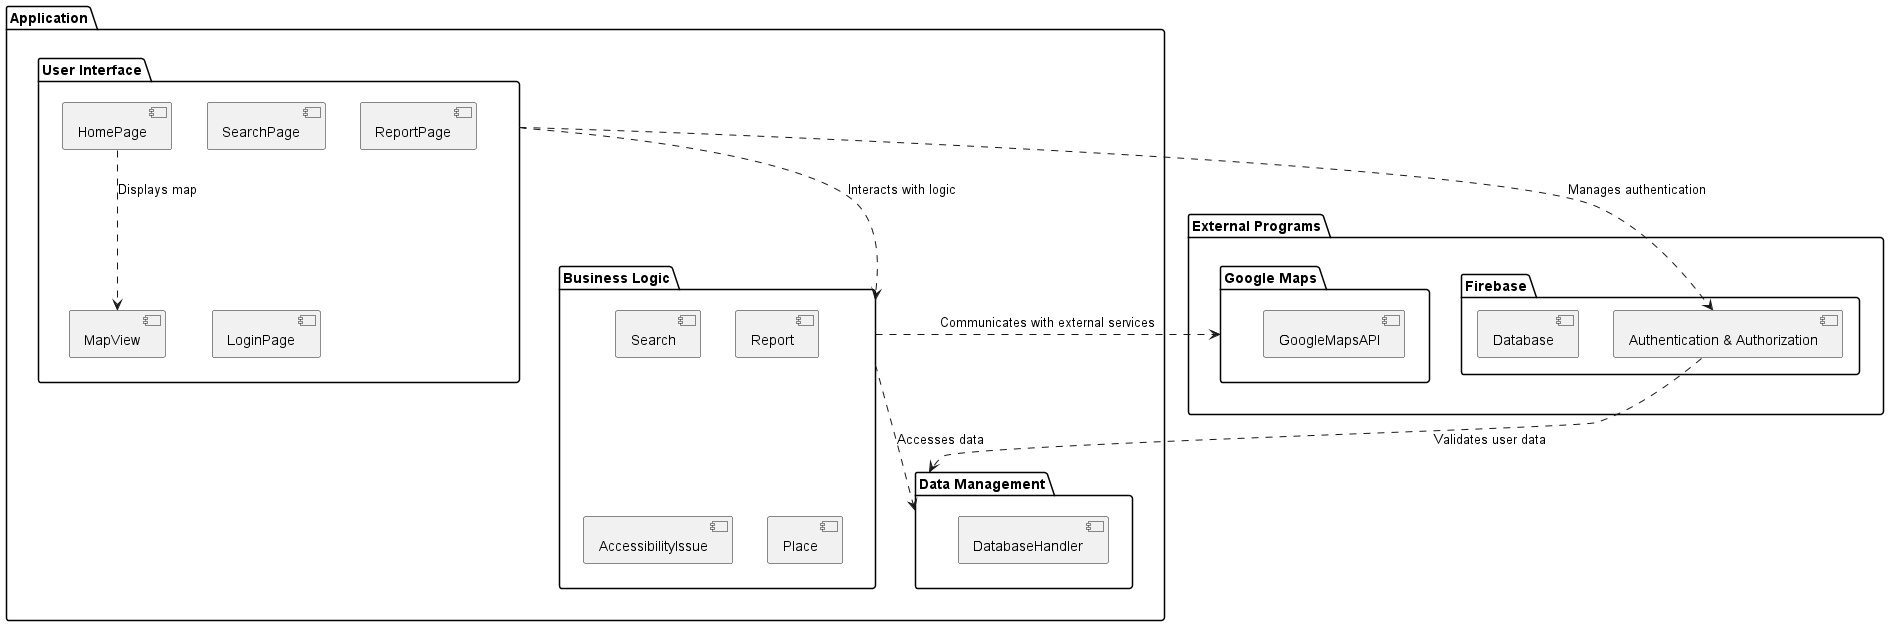 Application
User Interface
HomePage
SearchPage
ReportPage
Displays map
Interacts with logic
Manages authentication
MapView
LoginPage
External Programs
Business Logic
Google Maps
Firebase
Search
Report
Communicates with external services
GoogleMapsAPI
Database
Authentication & Authorization
Accesses data
Validates user data
Data Management
AccessibilityIssue
Place
DatabaseHandler